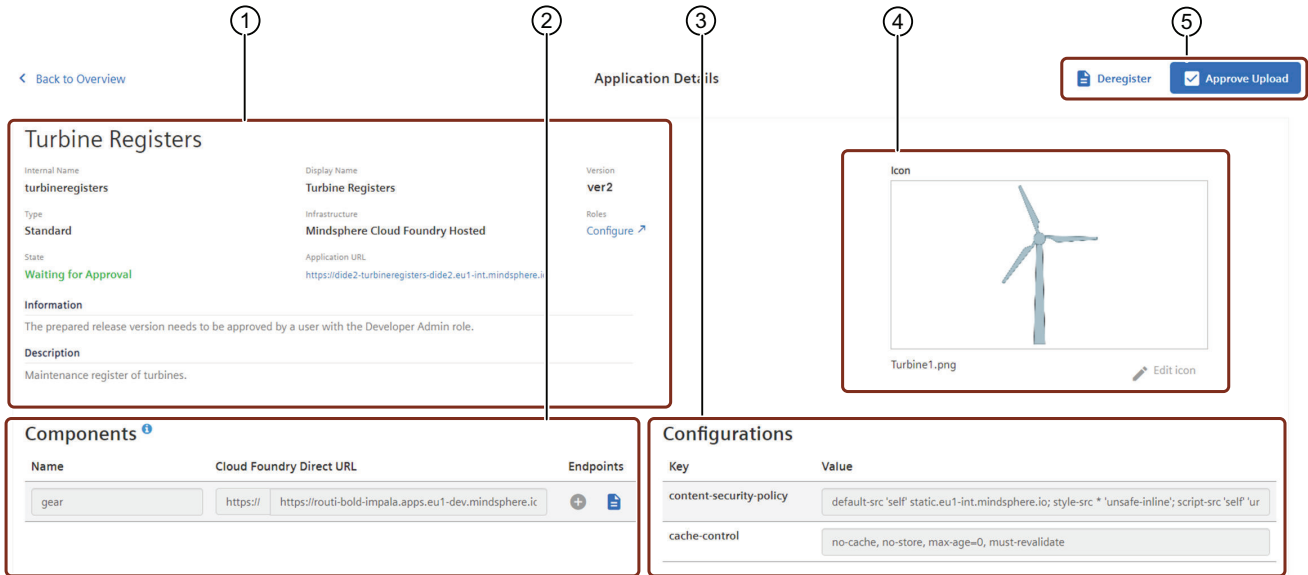 1 2 3 4 5
Back to Overview Application Details Deregister Approve Upload
Turbine Registers
Internal Name Display Name Version
turbineregisters Turbine Registers ver2
Type Infrastructure Roles
Standard Mindsphere Cloud Foundry Hosted Configure
State Application URL
Waiting for Approval https://dide2-turbineregisters-dide2.eu1-int.mindsphere.i
Information
The prepared release version needs to be approved by a user with the Developer Admin role.
Description
Maintenance register of turbines.
Icon
Turbine1.png
Edit icon
Components
Name Cloud Foundry Direct URL Endpoints
gear https:// https://routi-bold-impala.apps.eu1-dev.mindsphere.ic
Configurations
Key Value
content-security-policy default-src 'self' static.eu1-int.mindsphere.io; style-src * 'unsafe-inline'; script-src 'self' 'ur
cache-control no-cache, no-store, max-age=0, must-revalidate